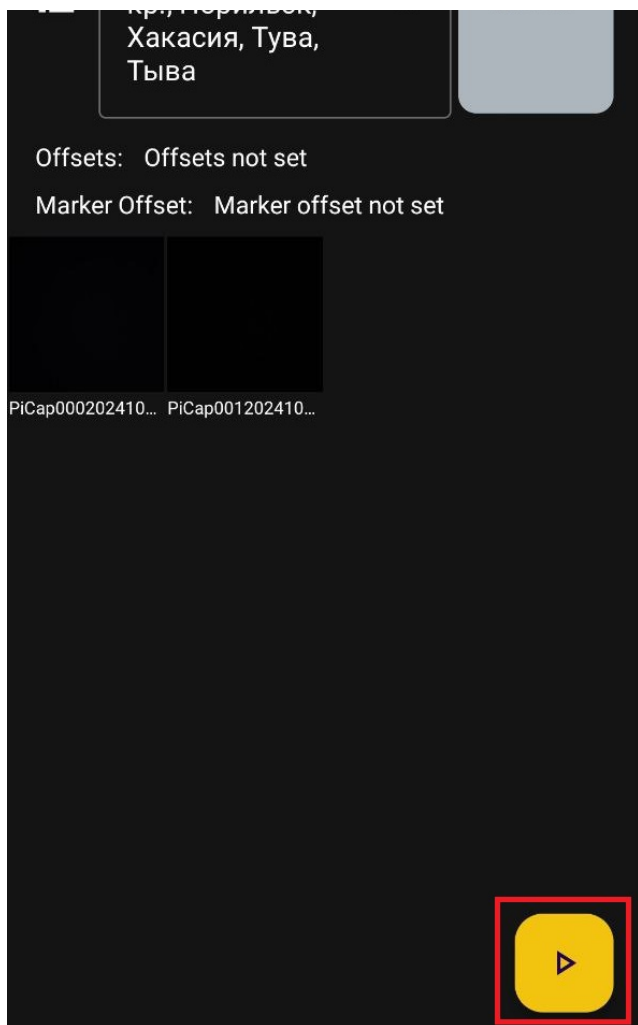 Хакасия, Тува,
Тыва
Offsets: Offsets not set
Marker Offset: Marker offset not set
PiCap000202410... PiCap001202410...